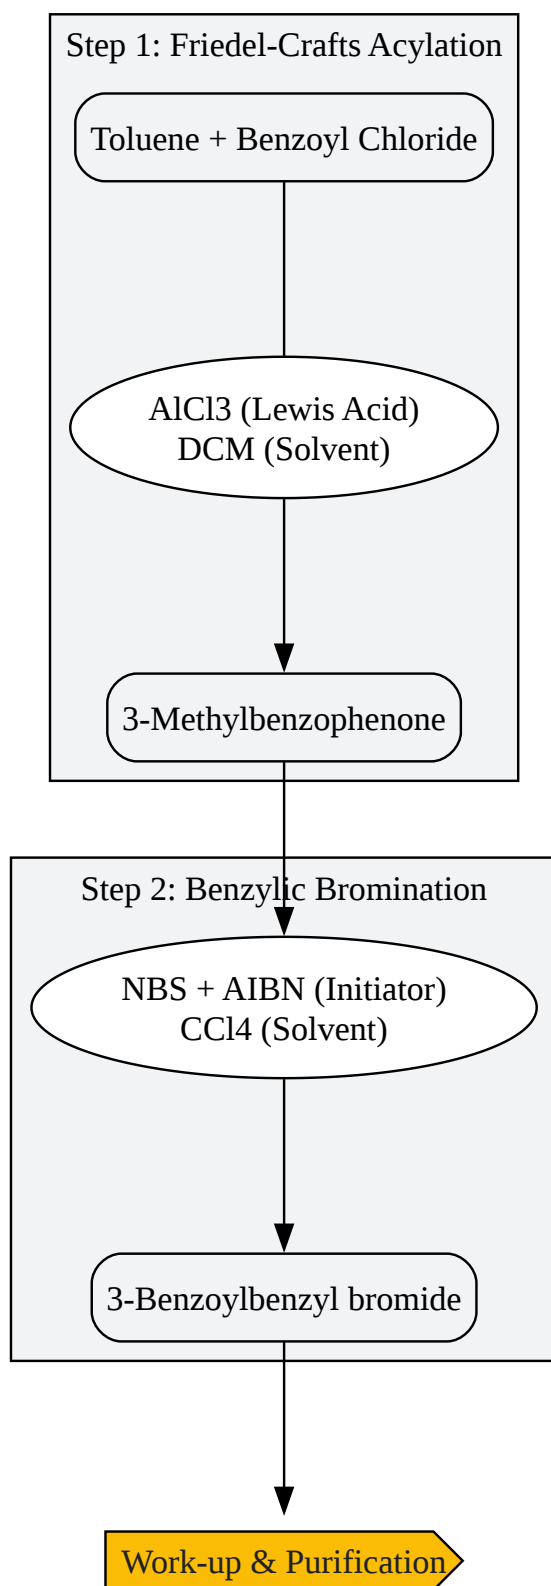 Step 1: Friedel-Crafts Acylation
Toluene + Benzoyl Chloride
AlCl3 (Lewis Acid)
DCM (Solvent)
3-Methylbenzophenone
Step 2: Benzylic Bromination
NBS + AIBN (Initiator)
CCl4 (Solvent)
3-Benzoylbenzyl bromide
Work-up & Purification